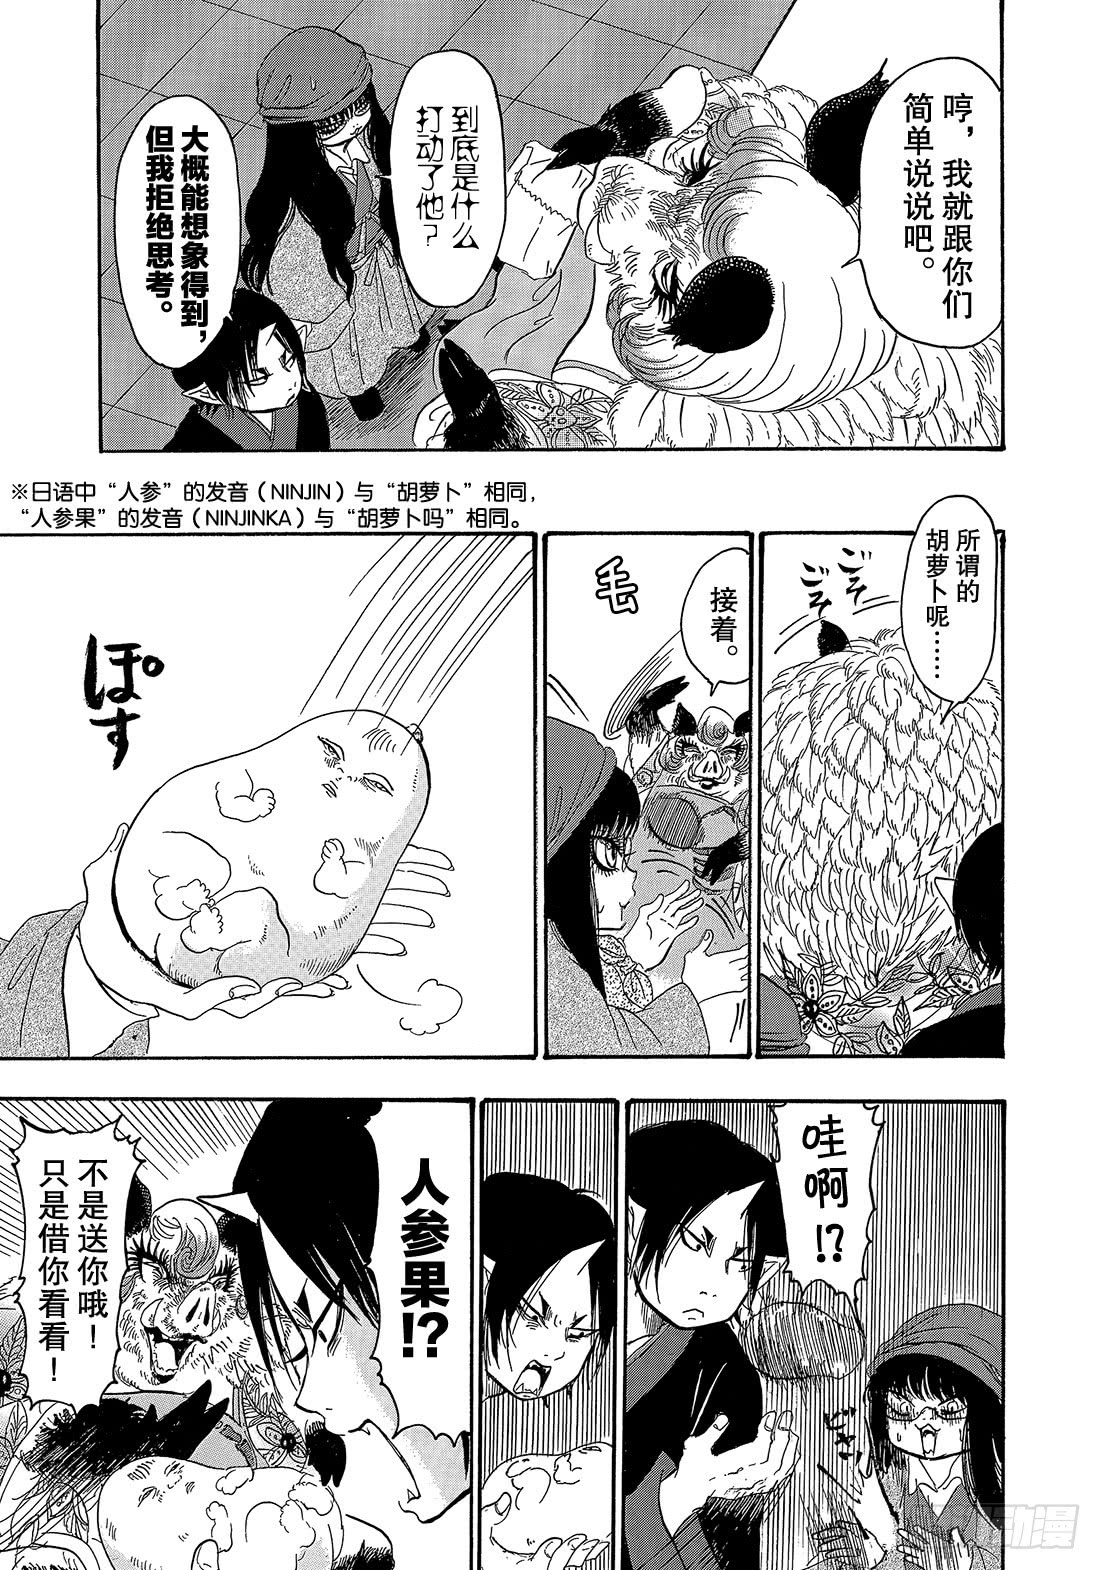 哼，我就跟你们
简单说说吧。
到底是什么
打动了他？
大概能想象得到，
但我拒绝思考。
※日语中“人参”的发音（NINJIN）与“胡萝卜”相同，
“人参果”的发音（NINJINKA）与“胡萝卜吗”相同。
所谓的
胡萝卜呢……
ごそ
ごそ
接着。
毛
ぽす
哇啊!?
人参果!?
不是送你哦！
只是借你看看！
动漫